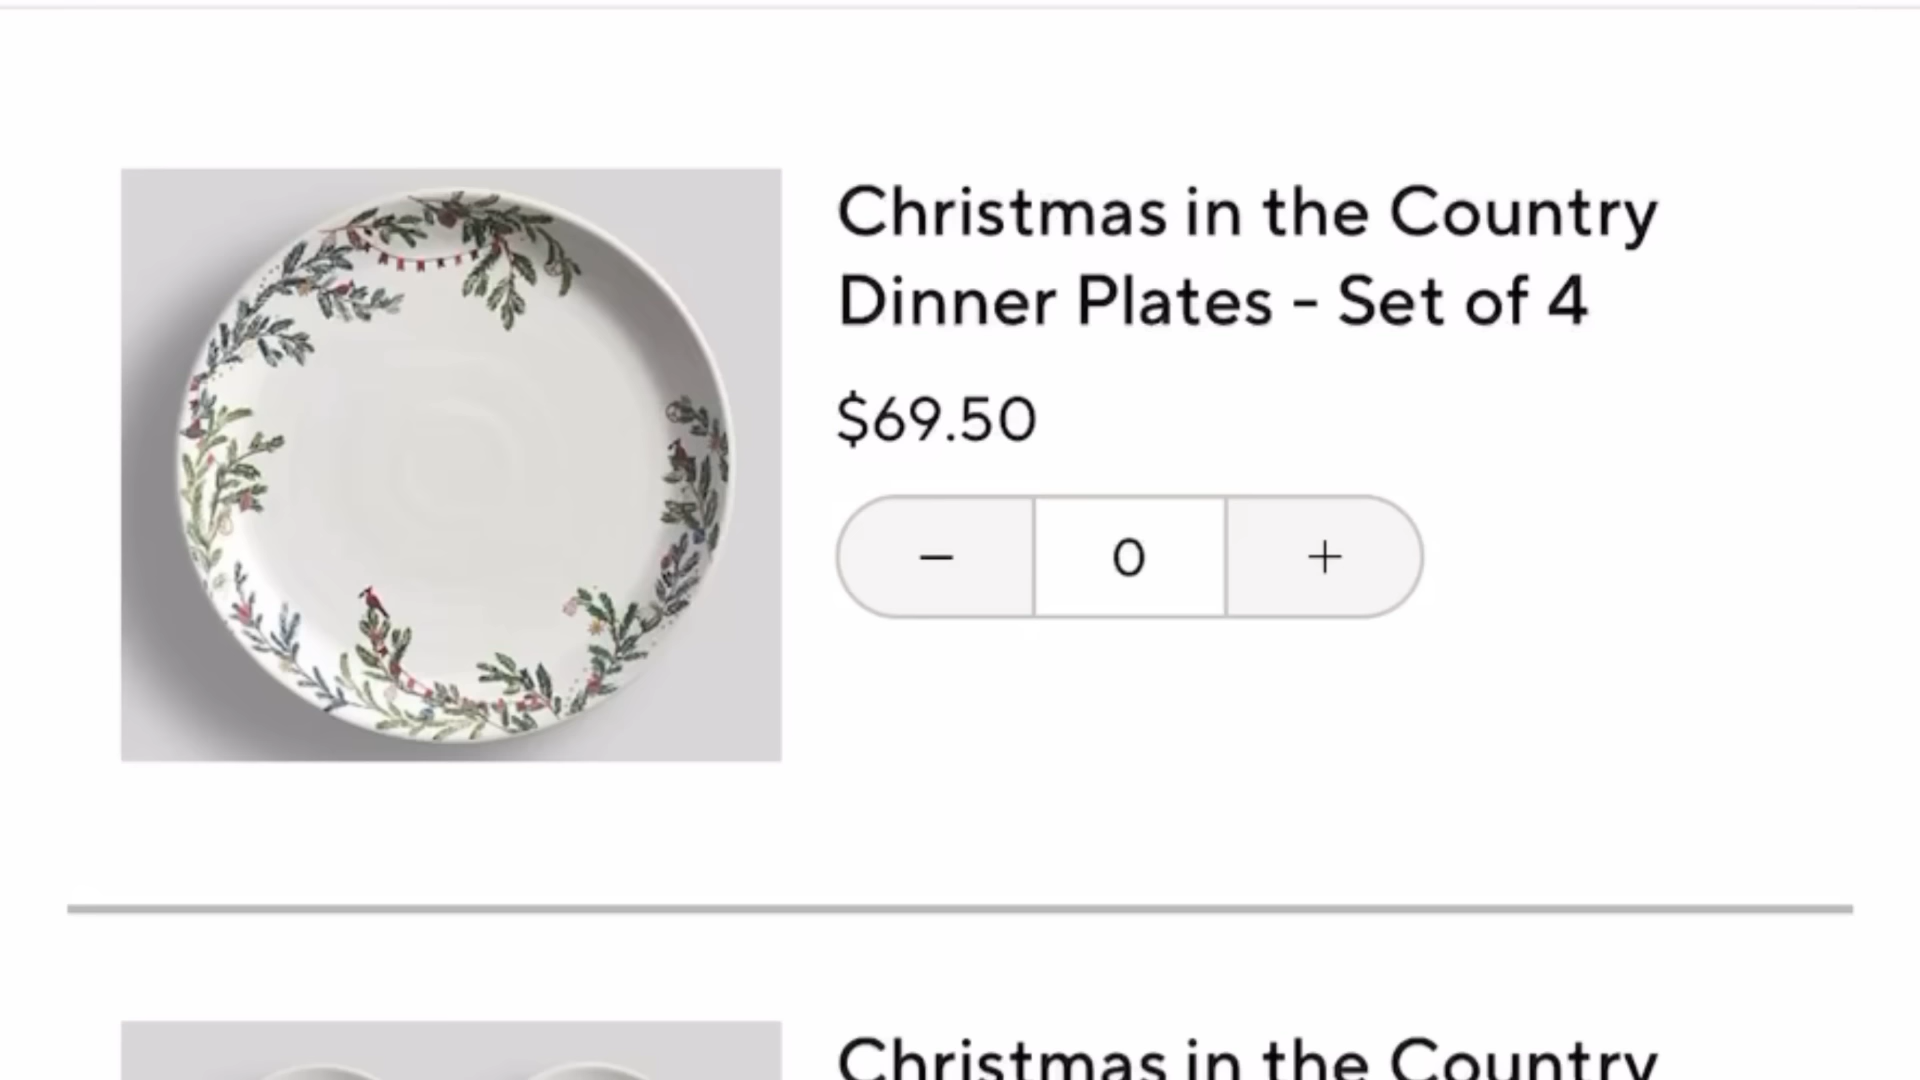 Christmas in the Country
Dinner Plates - Set of 4
$69.50
− 0 +
Christmas in the Country